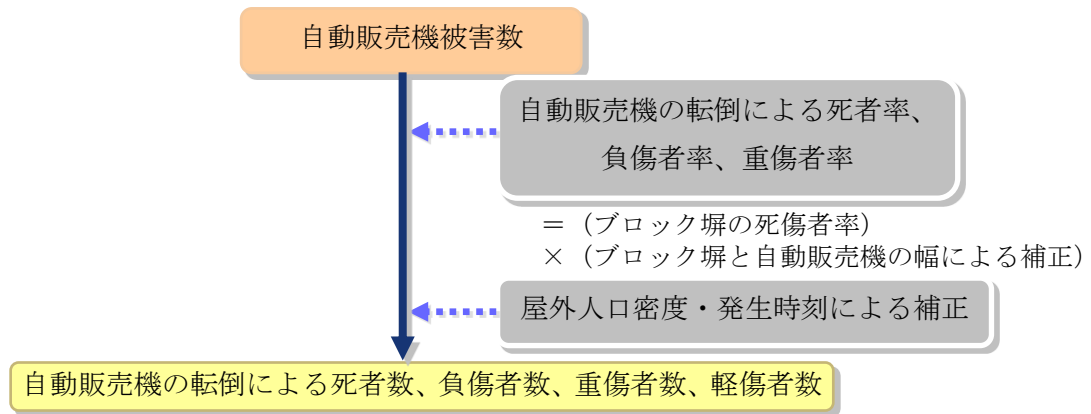 自動販売機被害数
自動販売機の転倒による死者率、
負傷者率、重傷者率
＝（ブロック塀の死傷者率）
×（ブロック塀と自動販売機の幅による補正）
屋外人口密度・発生時刻による補正
自動販売機の転倒による死者数、負傷者数、重傷者数、軽傷者数